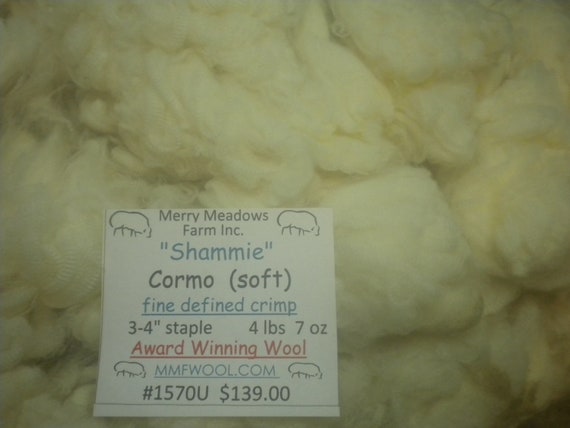 Merry Meadows
Farm Inc.
"Shammie"
Cormo (soft)
fine defined crimp
3-4" staple 4 lbs 7 oz
Award Winning Wool
MMFWOOL.COM
#1570U $139.00